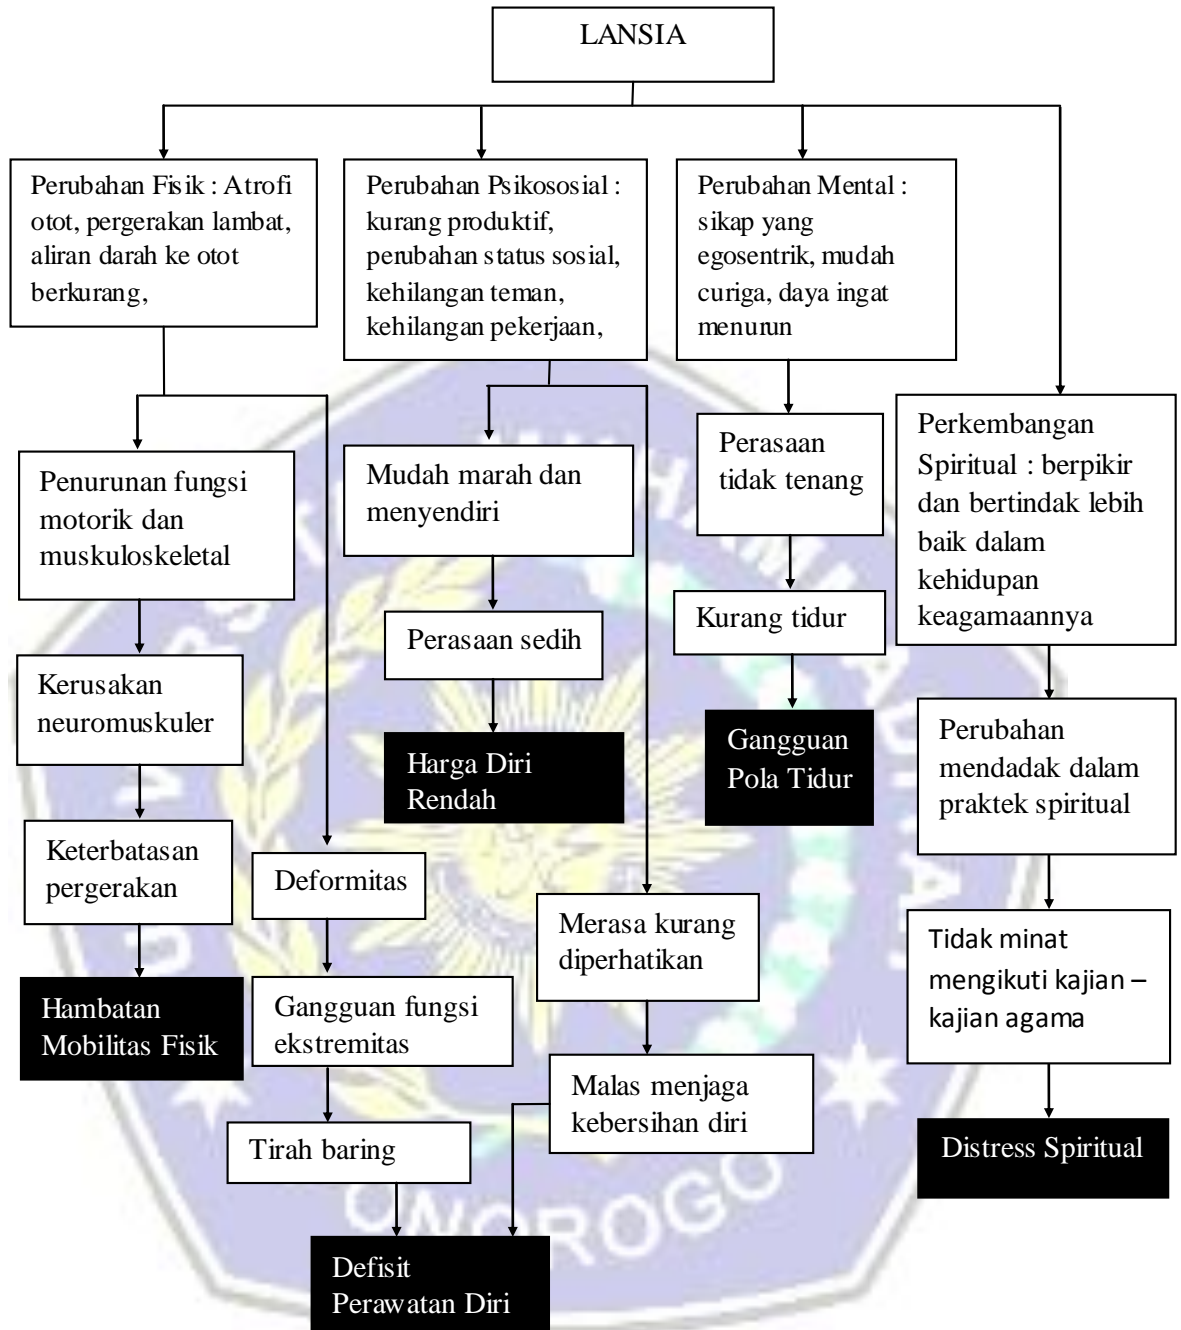 LANSIA
Perubahan Fisik : Atrofi
otot, pergerakan lambat,
aliran darah ke otot
berkurang,
Perubahan Psikososial :
kurang produktif,
perubahan status sosial,
kehilangan teman,
kehilangan pekerjaan,
Perubahan Mental :
sikap yang
egosentrik, mudah
curiga, daya ingat
menurun
Perkembangan
Spiritual : berpikir
dan bertindak lebih
baik dalam
kehidupan
keagamaannya
Penurunan fungsi
motorik dan
muskuloskeletal
Mudah marah dan
menyendiri
Perasaan
tidak tenang
Kerusakan
neuromuskuler
Perasaan sedih
Kurang tidur
Perubahan
mendadak dalam
praktek spiritual
Harga Diri
Rendah
Gangguan
Pola Tidur
Keterbatasan
pergerakan
Deformitas
Merasa kurang
diperhatikan
Tidak minat
mengikuti kajian –
kajian agama
Hambatan
Mobilitas Fisik
Gangguan fungsi
ekstremitas
Malas menjaga
kebersihan diri
Tirah baring
Distress Spiritual
Defisit
Perawatan Diri
ONOROGO